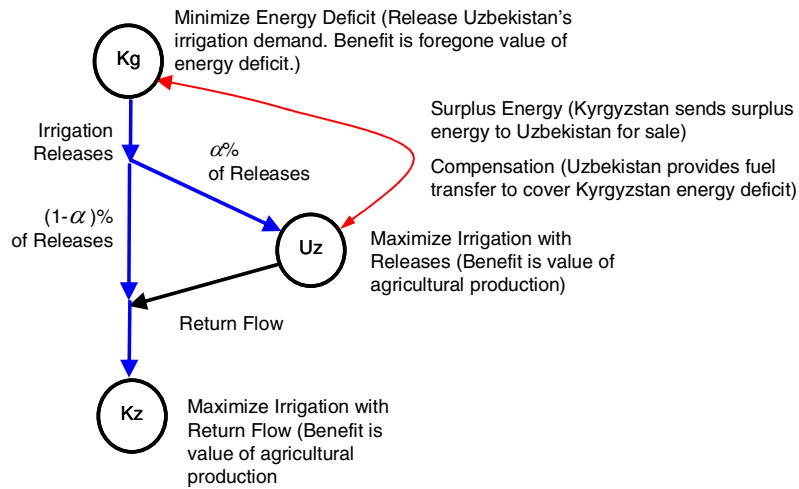 Minimize Energy Deficit (Release Uzbekistan's
irrigation demand. Benefit is foregone value of
energy deficit.)
Kg
Surplus Energy (Kyrgyzstan sends surplus
energy to Uzbekistan for sale)
Compensation (Uzbekistan provides fuel
transfer to cover Kyrgyzstan energy deficit)
Irrigation
Releases
α%
of Releases
(1-α)%
of Releases
Uz
Maximize Irrigation with
Releases (Benefit is value of
agricultural production)
Return Flow
Kz
Maximize Irrigation with
Return Flow (Benefit is
value of agricultural
production